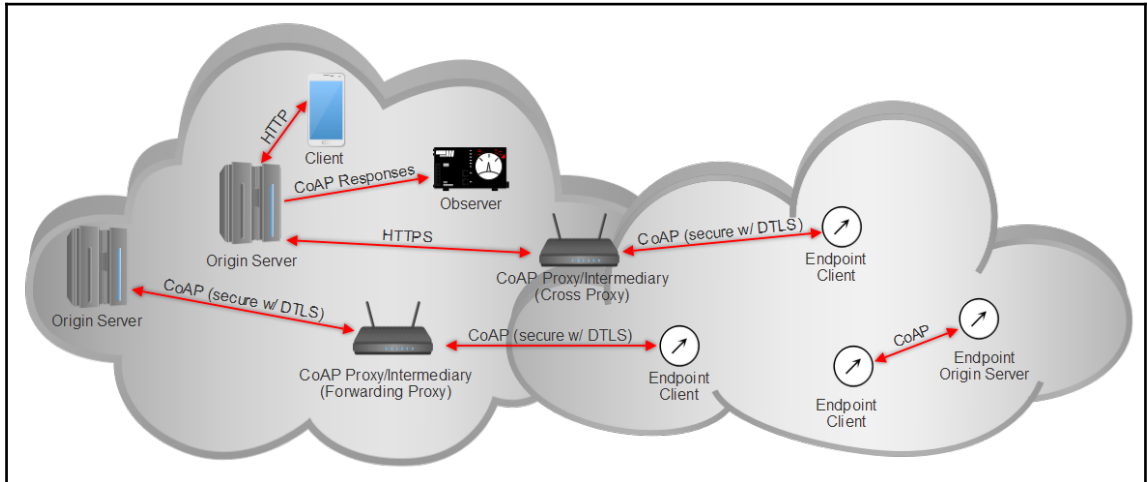 HTTP
Client
CoAP Responses
Observer
Origin Server
HTTPS
CoAP Proxy/Intermediary
(Cross Proxy)
CoAP (secure w/ DTLS)
Endpoint
Client
Origin Server
CoAP (secure w/ DTLS)
CoAP Proxy/Intermediary
(Forwarding Proxy)
CoAP (secure w/ DTLS)
Endpoint
Client
Endpoint
Client
CoAP
Endpoint
Origin Server